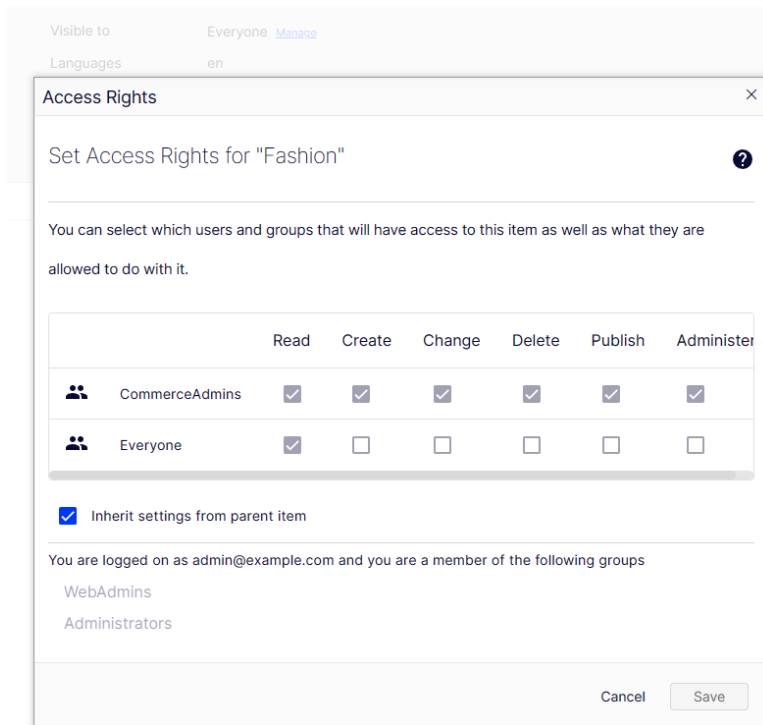 Visible to Everyone Manage
Languages en
Access Rights
Set Access Rights for "Fashion"
You can select which users and groups that will have access to this item as well as what they are
allowed to do with it.
Read Create Change Delete Publish Administer
CommerceAdmins
Everyone
Inherit settings from parent item
You are logged on as admin@example.com and you are a member of the following groups
WebAdmins
Administrators
Cancel Save